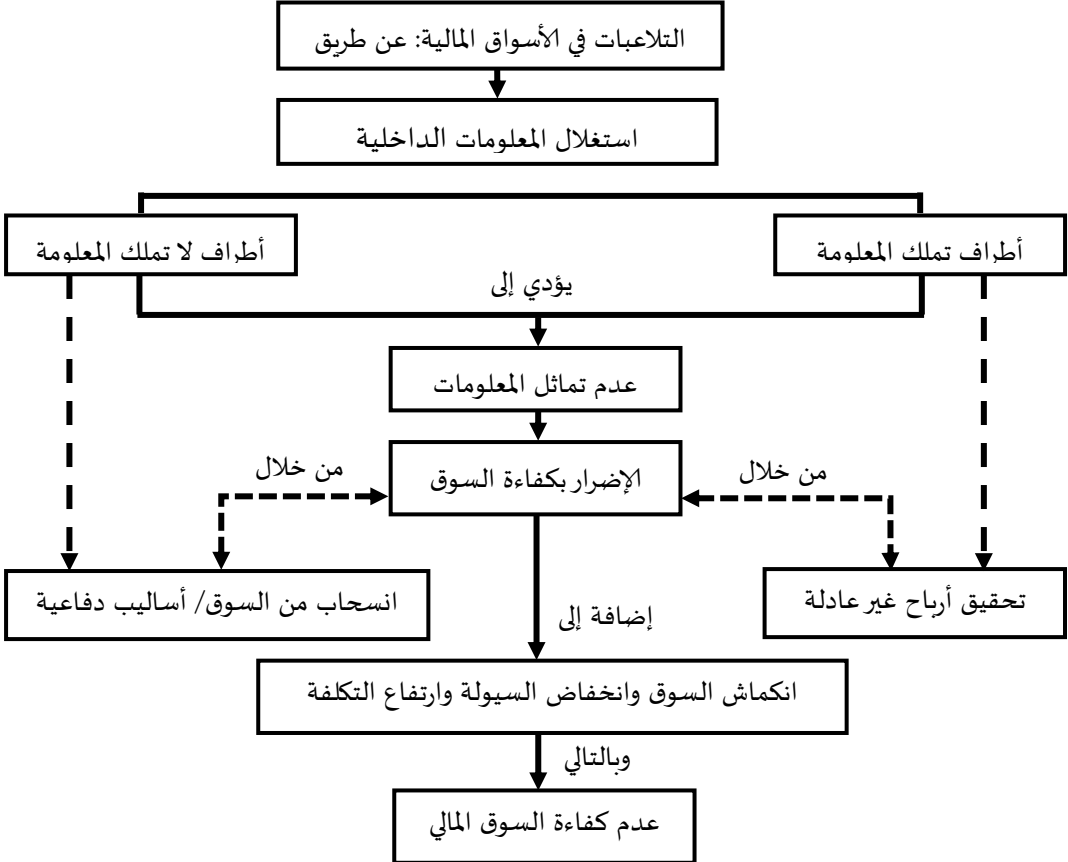 التلاعبات في الأسواق المالية: عن طريق
استغلال المعلومات الداخلية
أطراف تملك المعلومة
أطراف لا تملك المعلومة
يؤدي إلى
عدم تماثل المعلومات
الإضرار بكفاءة السوق
من خلال
من خلال
تحقيق أرباح غير عادلة
انسحاب من السوق/ أساليب دفاعية
إضافة إلى
انكماش السوق وانخفاض السيولة وارتفاع التكلفة
وبالتالي
عدم كفاءة السوق المالي